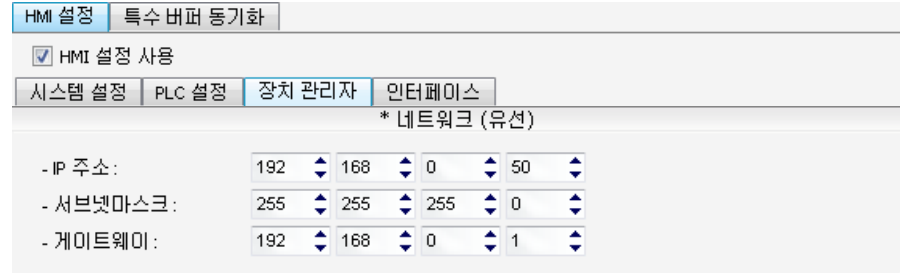 HMI 설정 특수 버퍼 동기화
HMI 설정 사용
시스템 설정 PLC 설정 장치 관리자 인터페이스
* 네트워크 (유선)
- IP 주소 : 192 168 0 50
- 서브넷마스크 : 255 255 255 0
- 게이트웨이 : 192 168 0 1